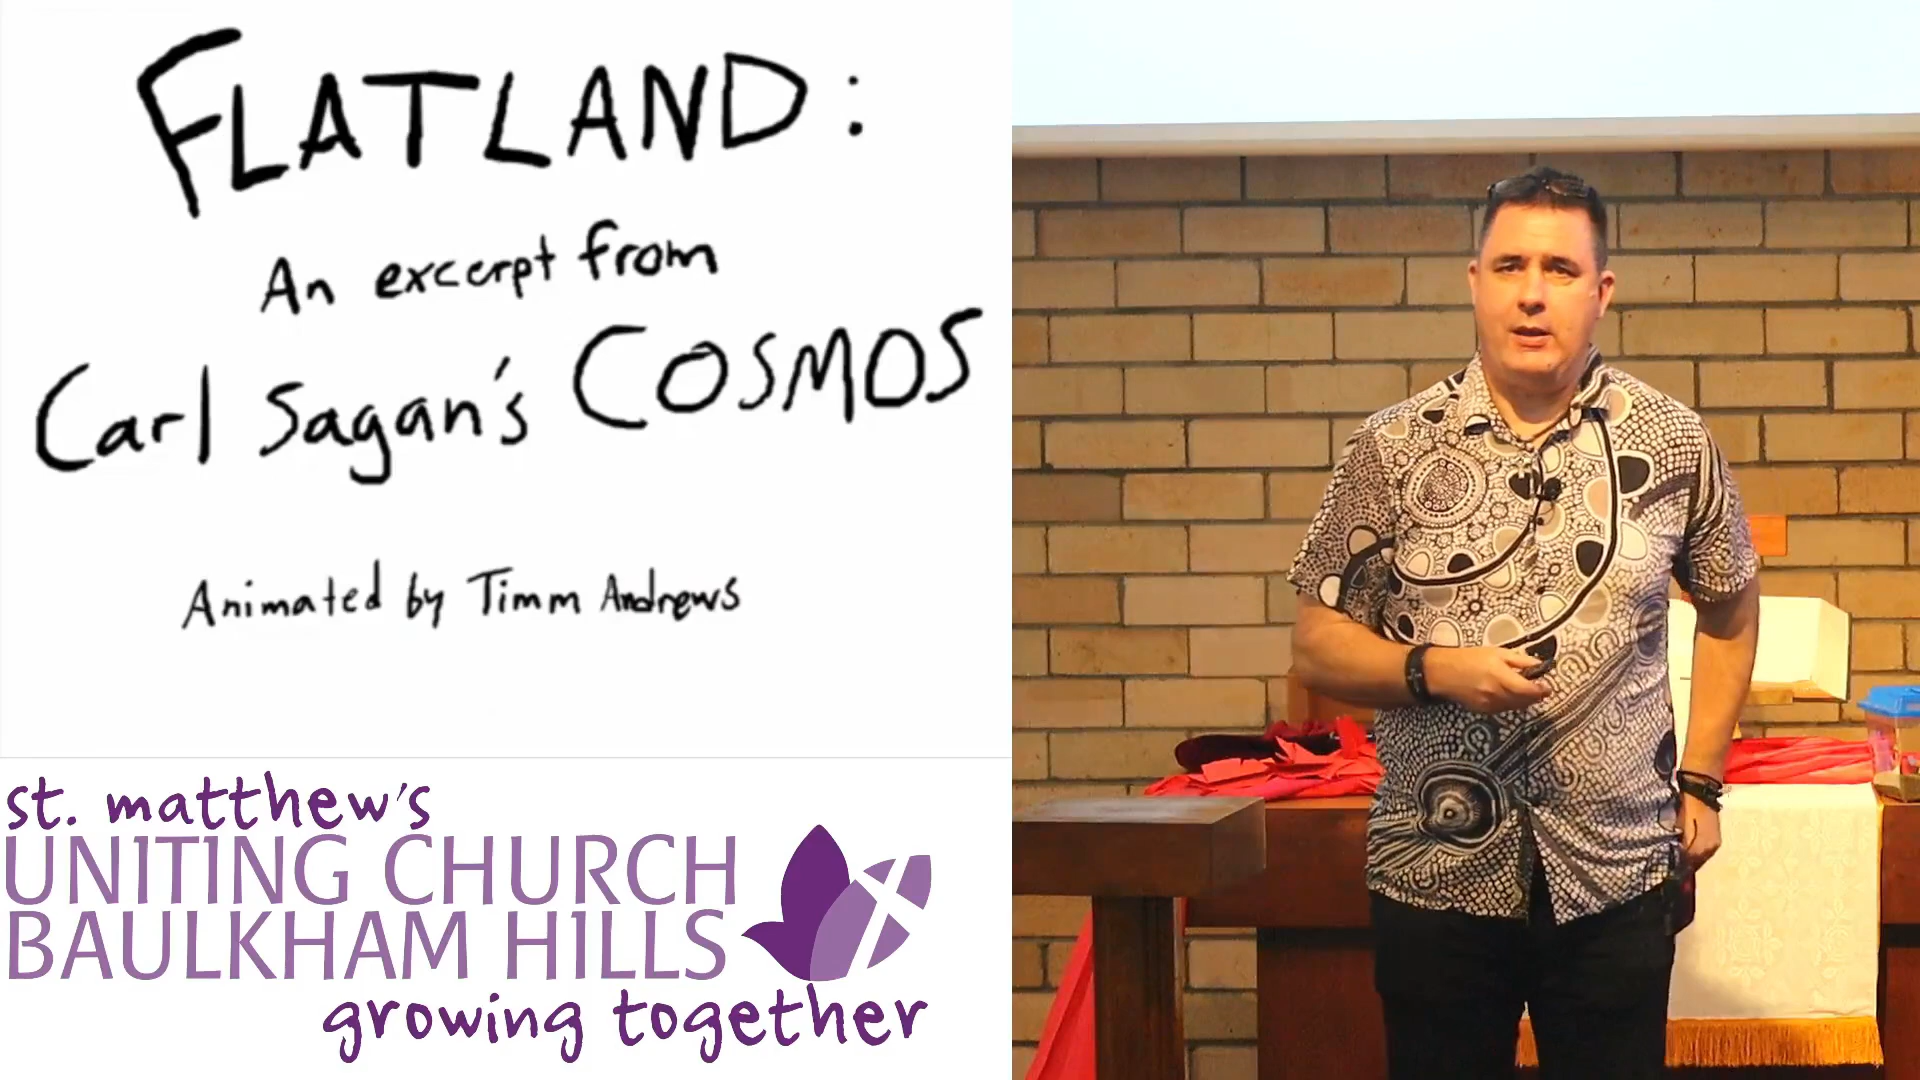 FLATLAND:
An excerpt from
Carl Sagan's COSMOS
Animated by Timm Andrews
st. matthew's
UNITING CHURCH
BAULKHAM HILLS
growing together